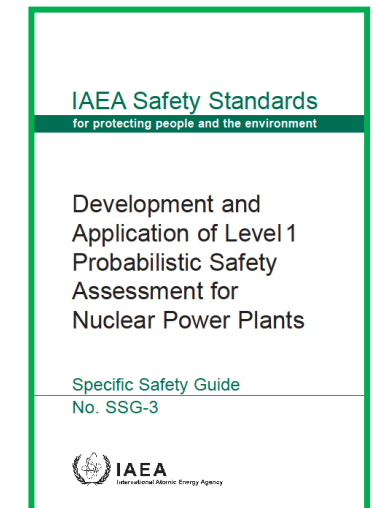 IAEA Safety Standards
for protecting people and the environment
Development and
Application of Level 1
Probabilistic Safety
Assessment for
Nuclear Power Plants
Specific Safety Guide
No. SSG-3
IAEA
International Atomic Energy Agency